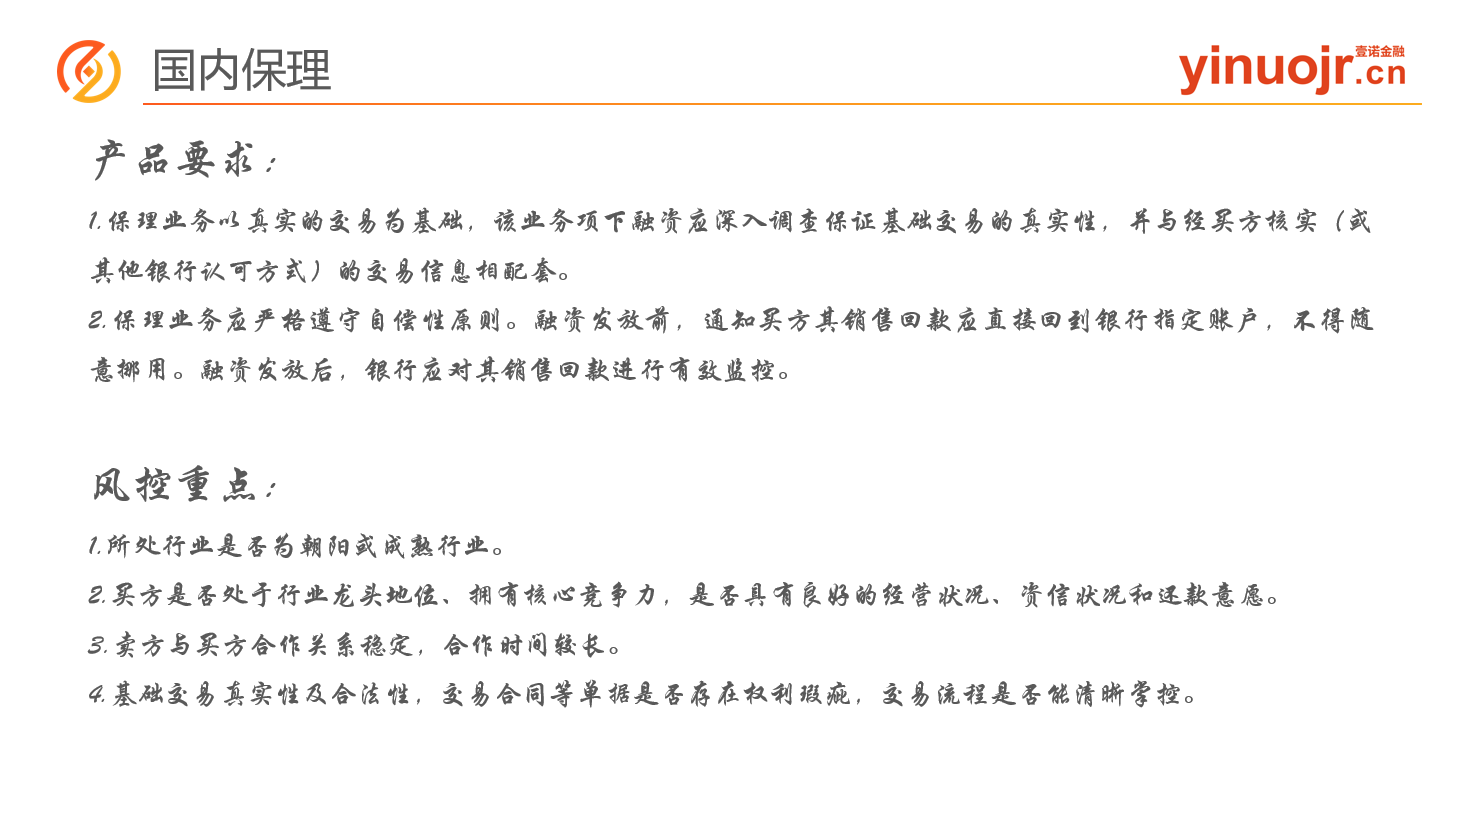 国内保理
壹诺金融
yinuojr.cn
产品要求：
1.保理业务以真实的交易为基础，该业务项下融资应深入调查保证基础交易的真实性，并与经买方核实（或
其他银行认可方式）的交易信息相配套。
2.保理业务应严格遵守自偿性原则。融资发放前，通知买方其销售回款应直接回到银行指定账户，不得随
意挪用。融资发放后，银行应对其销售回款进行有效监控。
风控重点：
1.所处行业是否为朝阳或成熟行业。
2.买方是否处于行业龙头地位、拥有核心竞争力，是否具有良好的经营状况、资信状况和还款意愿。
3.卖方与买方合作关系稳定，合作时间较长。
4.基础交易真实性及合法性，交易合同等单据是否存在权利瑕疵，交易流程是否能清晰掌控。